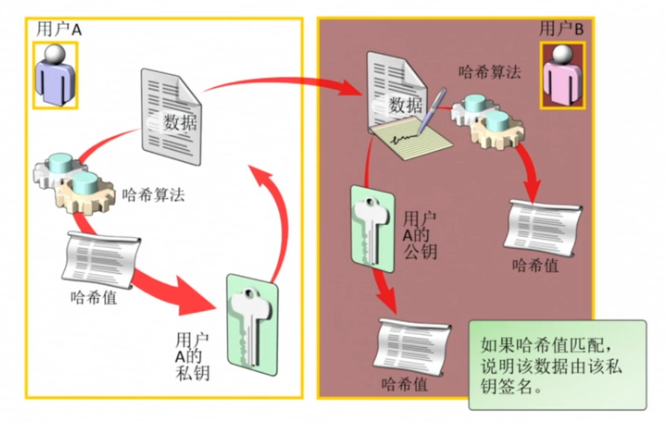 用户A
数据
哈希算法
哈希值
用户
A的
私钥
用户B
哈希算法
数据
用户
A的
公钥
哈希值
哈希值
如果哈希值匹配，
说明该数据由该私
钥签名。